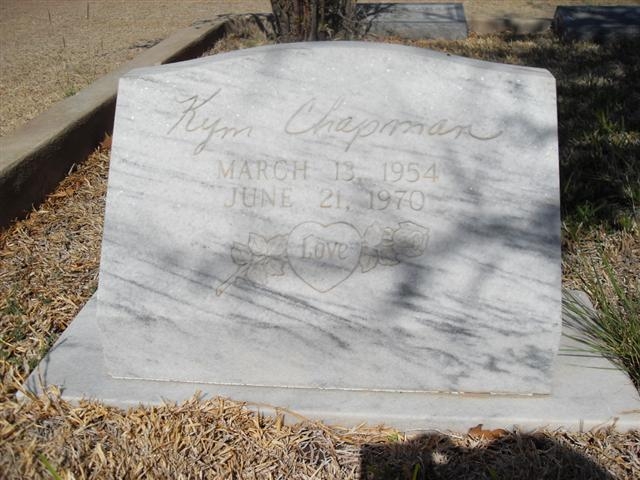 Kym Chapman
MARCH 13, 1954
JUNE 21, 1970
Love